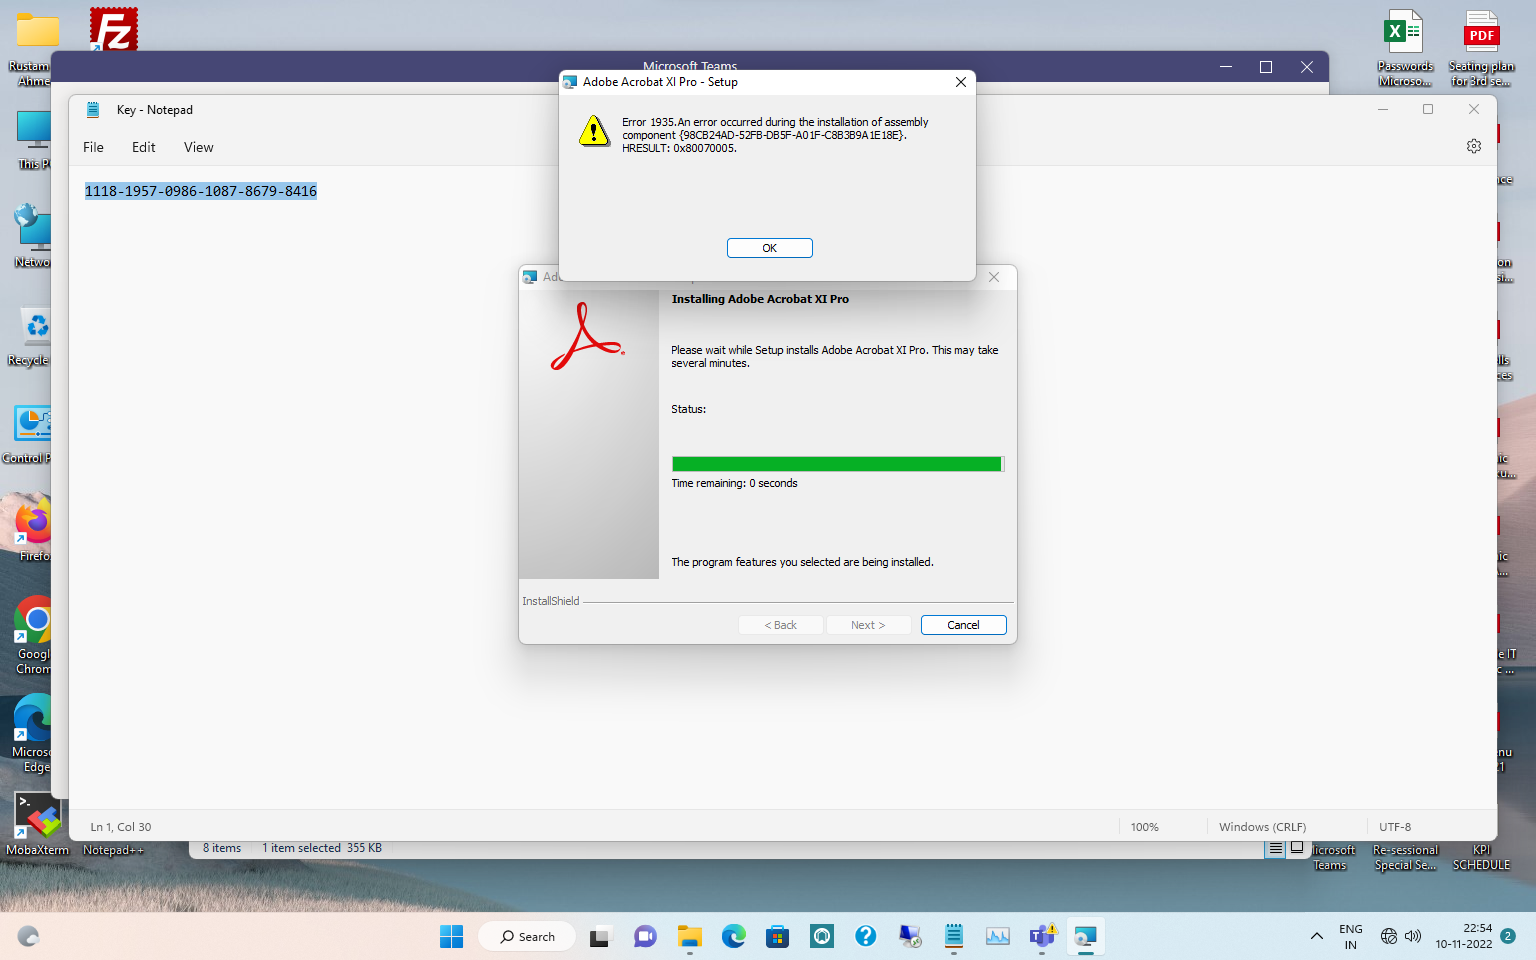 Rustam
Ahme
This P
Netwo
Recycle
Control P
Firefo
Googl
Chrom
Micros
Edge
MobaXterm
Notepad++
Microsoft Teams
Key - Notepad
File Edit View
1118-1957-0986-1087-8679-8416
Adobe Acrobat XI Pro - Setup
Error 1935.An error occurred during the installation of assembly
component {98CB24AD-52FB-DB5F-A01F-C8B3B9A1E18E}.
HRESULT: 0x80070005.
OK
Installing Adobe Acrobat XI Pro
Please wait while Setup installs Adobe Acrobat XI Pro. This may take
several minutes.
Status:
Time remaining: 0 seconds
The program features you selected are being installed.
InstallShield
< Back Next > Cancel
Ln 1, Col 30 100% Windows (CRLF) UTF-8
8 items 1 item selected 355 KB
Passwords
Microso...
PDF
Seating plan
for 3rd se...
icrosoft
Teams
Re-sessional
Special Se...
KPI
SCHEDULE
Search
ENG
IN
22:54
10-11-2022
2